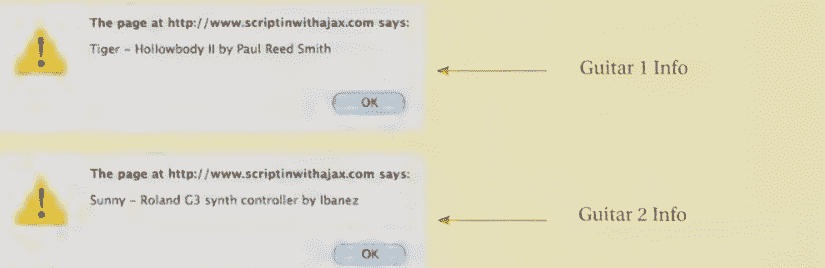 The page at http://www.scriptinwithajax.com says:
Tiger – Hollowbody II by Paul Reed Smith
Guitar 1 Info
OK
The page at http://www.scriptinwithajax.com says:
Sunny – Roland G3 synth controller by Ibanez
Guitar 2 Info
OK